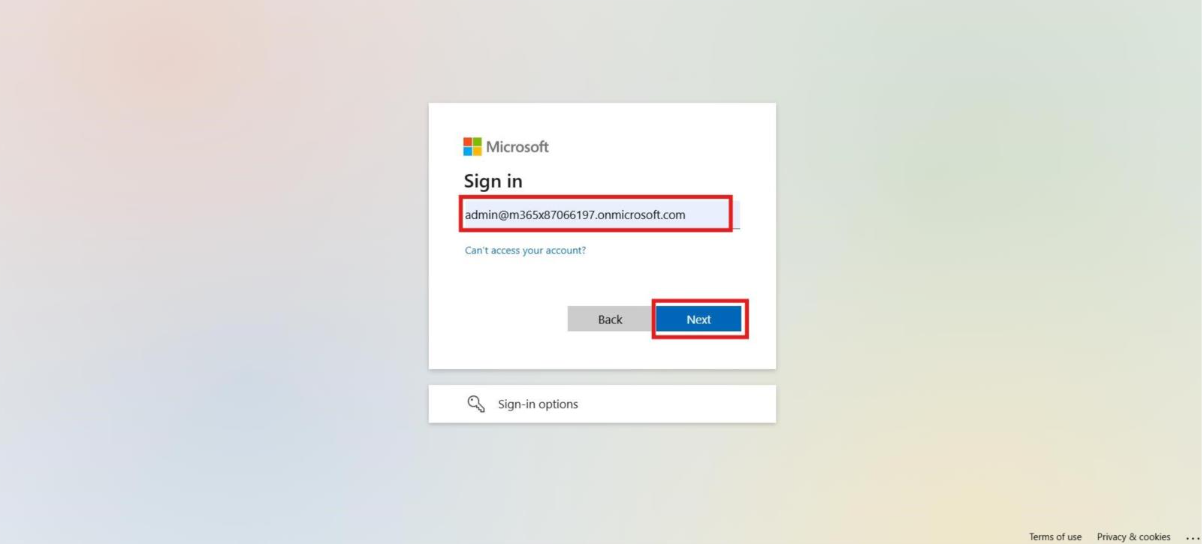 Microsoft
Sign in
admin@m365x87066197.onmicrosoft.com
Can't access your account?
Back
Next
Sign-in options
Terms of use
Privacy & cookies
...